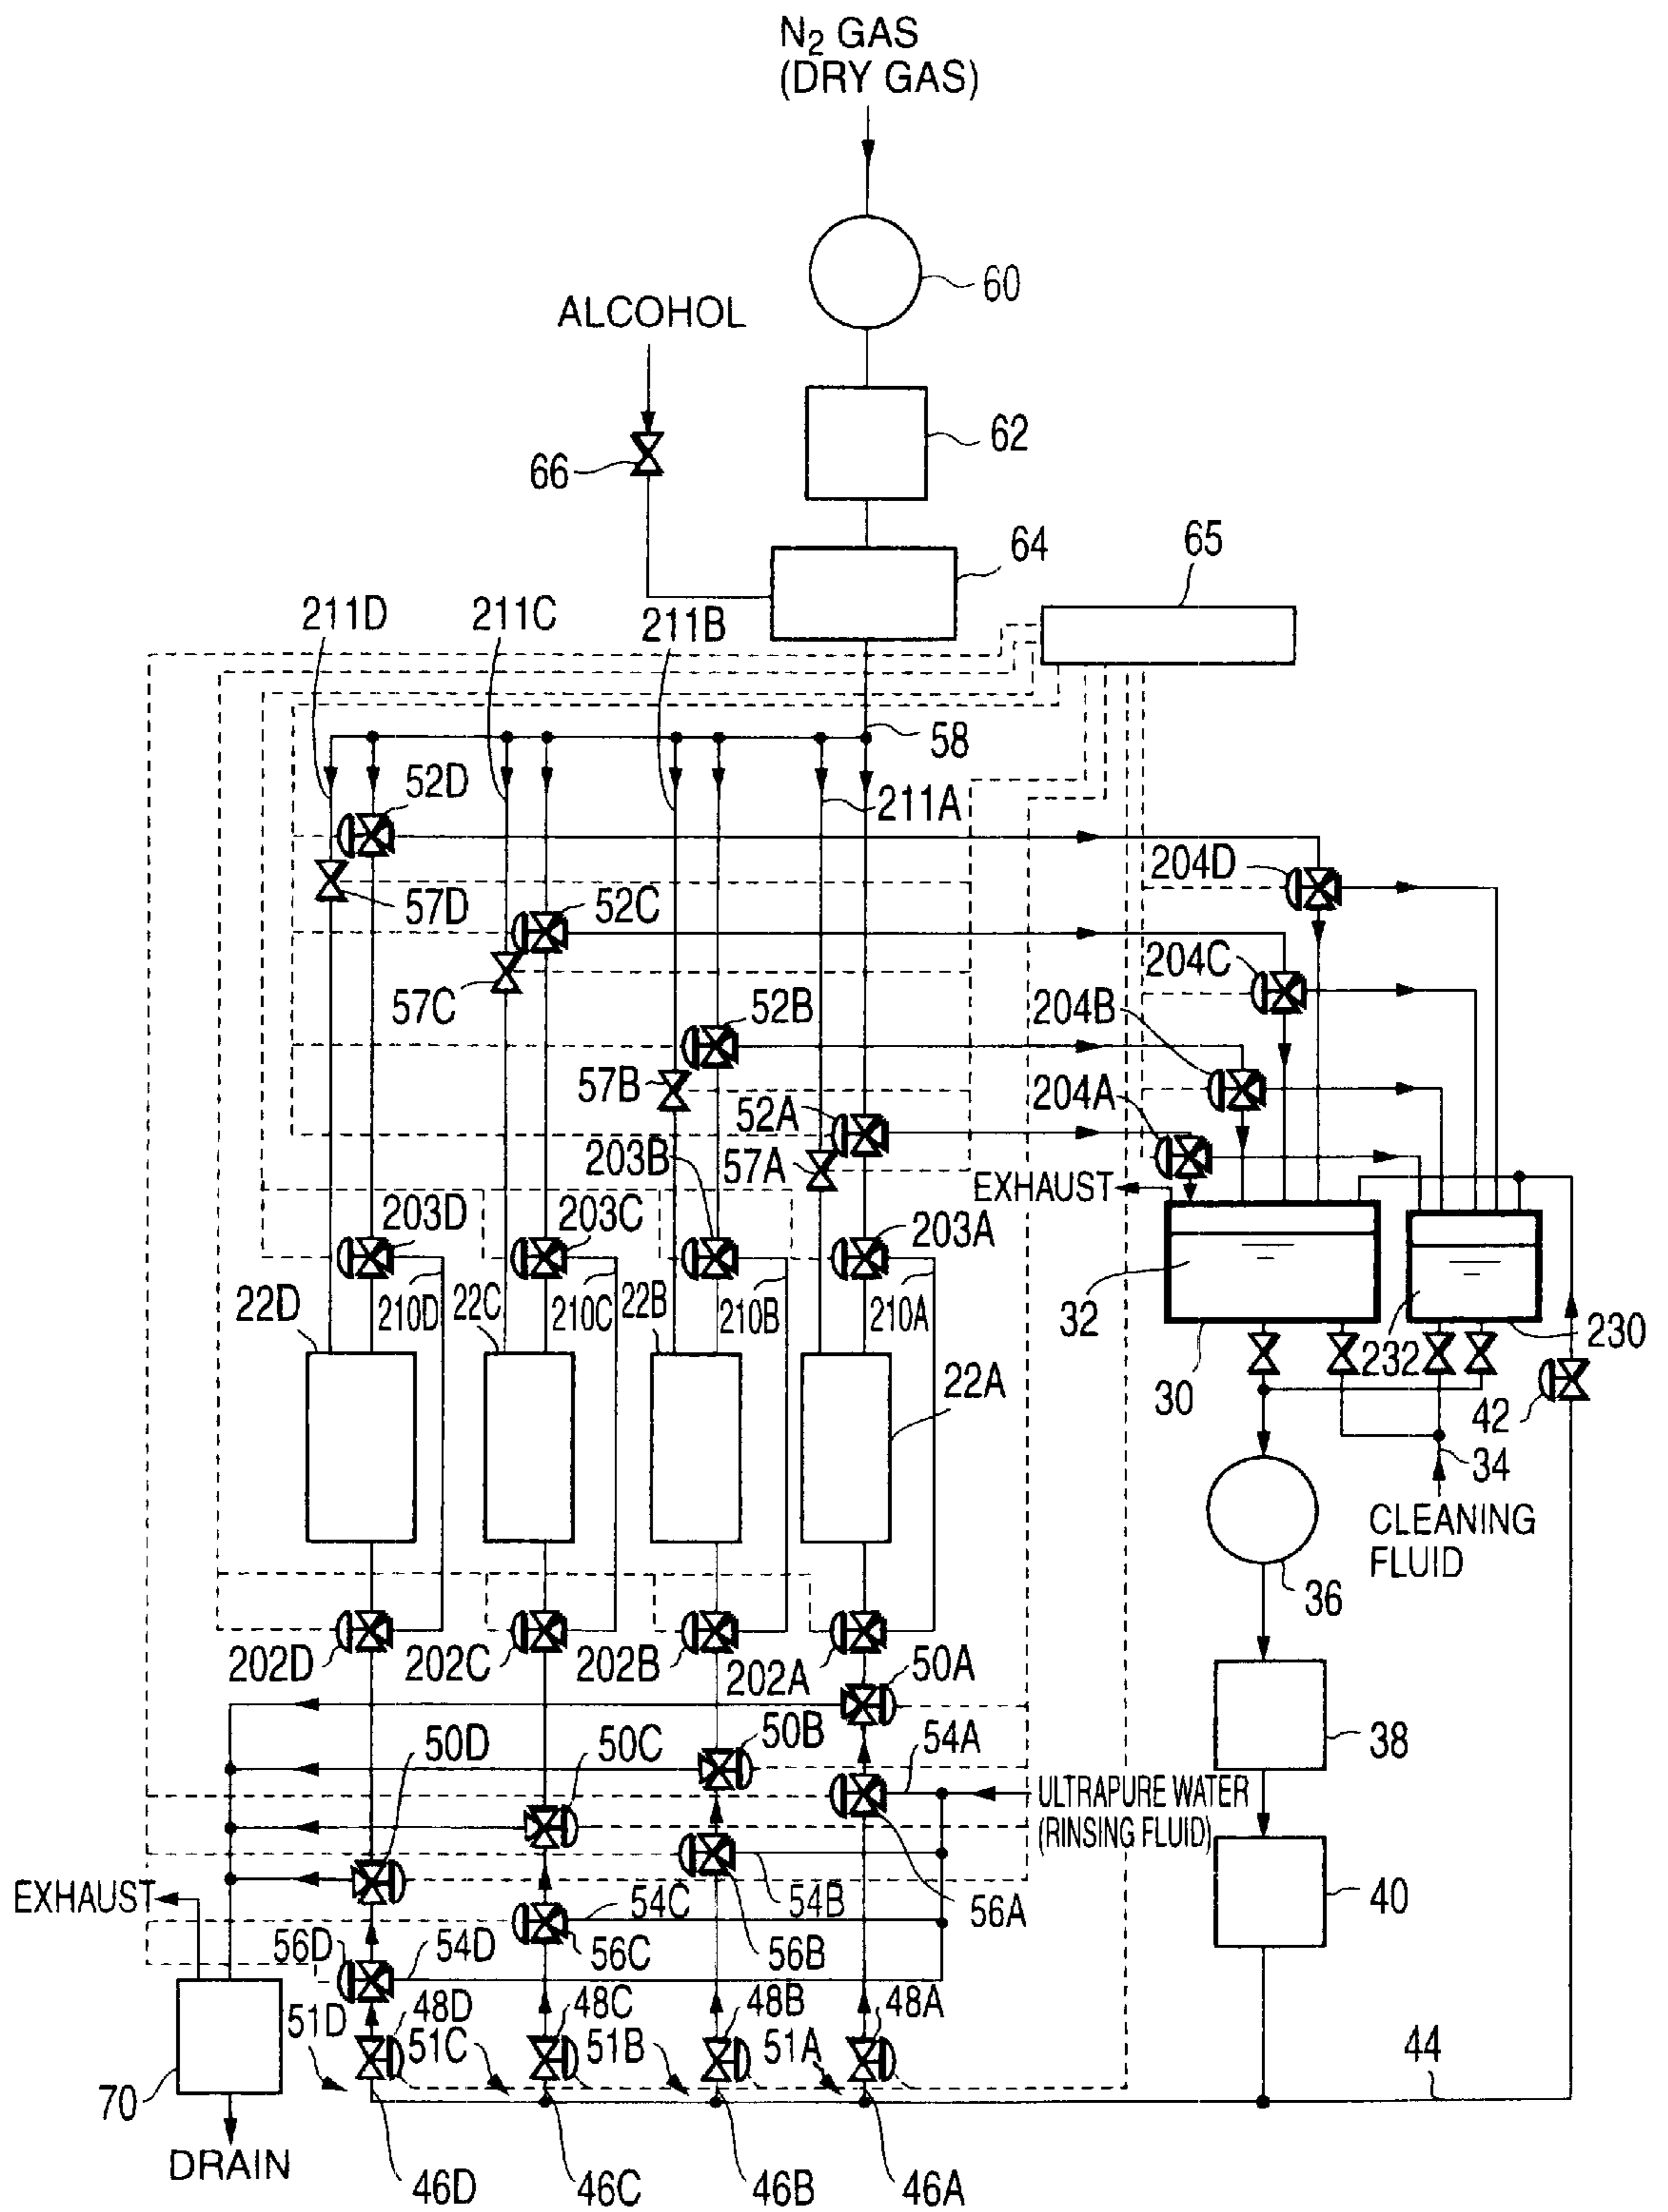 N₂ GAS
(DRY GAS)
60
ALCOHOL
62
66
64
65
211D
211C
211B
58
52D
211A
204D
57D
52C
204C
57C
52B
204B
57B
52A
204A
203B
57A
EXHAUST
203D
203C
203A
22D
210D
22C
210C
22B
210B
210A
32
232
230
22A
30
42
34
CLEANING
FLUID
36
202D
202C
202B
202A
50A
50D
50C
50B
54A
38
ULTRAPURE WATER
(RINSING FLUID)
EXHAUST
54C
54B
56A
40
56D
54D
56C
56B
51D
48D
51C
48C
51B
48B
51A
48A
44
70
DRAIN
46D
46C
46B
46A